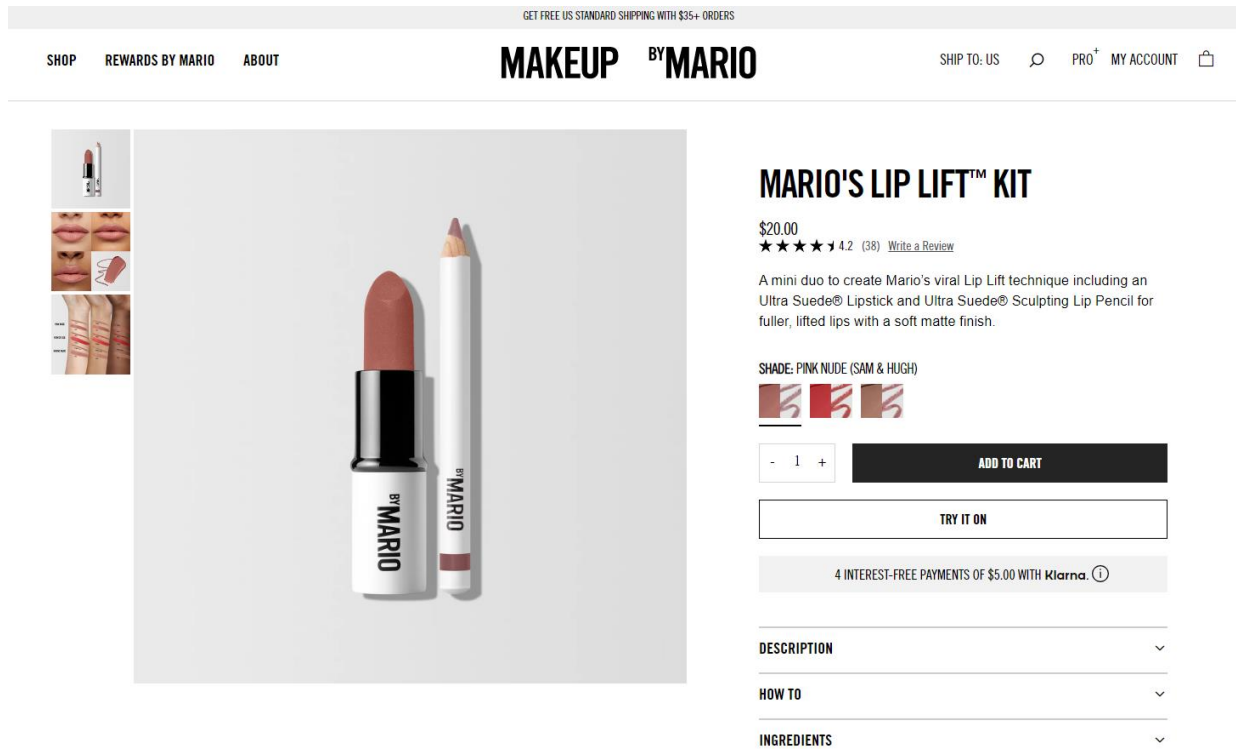 GET FREE US STANDARD SHIPPING WITH $35+ ORDERS
SHOP REWARDS BY MARIO ABOUT
MAKEUP BY MARIO
SHIP TO: US PRO+ MY ACCOUNT
MARIO'S LIP LIFT™ KIT
$20.00
4.2 (38) Write a Review
A mini duo to create Mario's viral Lip Lift technique including an
Ultra Suede® Lipstick and Ultra Suede® Sculpting Lip Pencil for
fuller, lifted lips with a soft matte finish.
SHADE: PINK NUDE (SAM & HUGH)
- 1 +
ADD TO CART
TRY IT ON
4 INTEREST-FREE PAYMENTS OF $5.00 WITH Klarna.
DESCRIPTION
HOW TO
INGREDIENTS
BY MARIO
BY MARIO